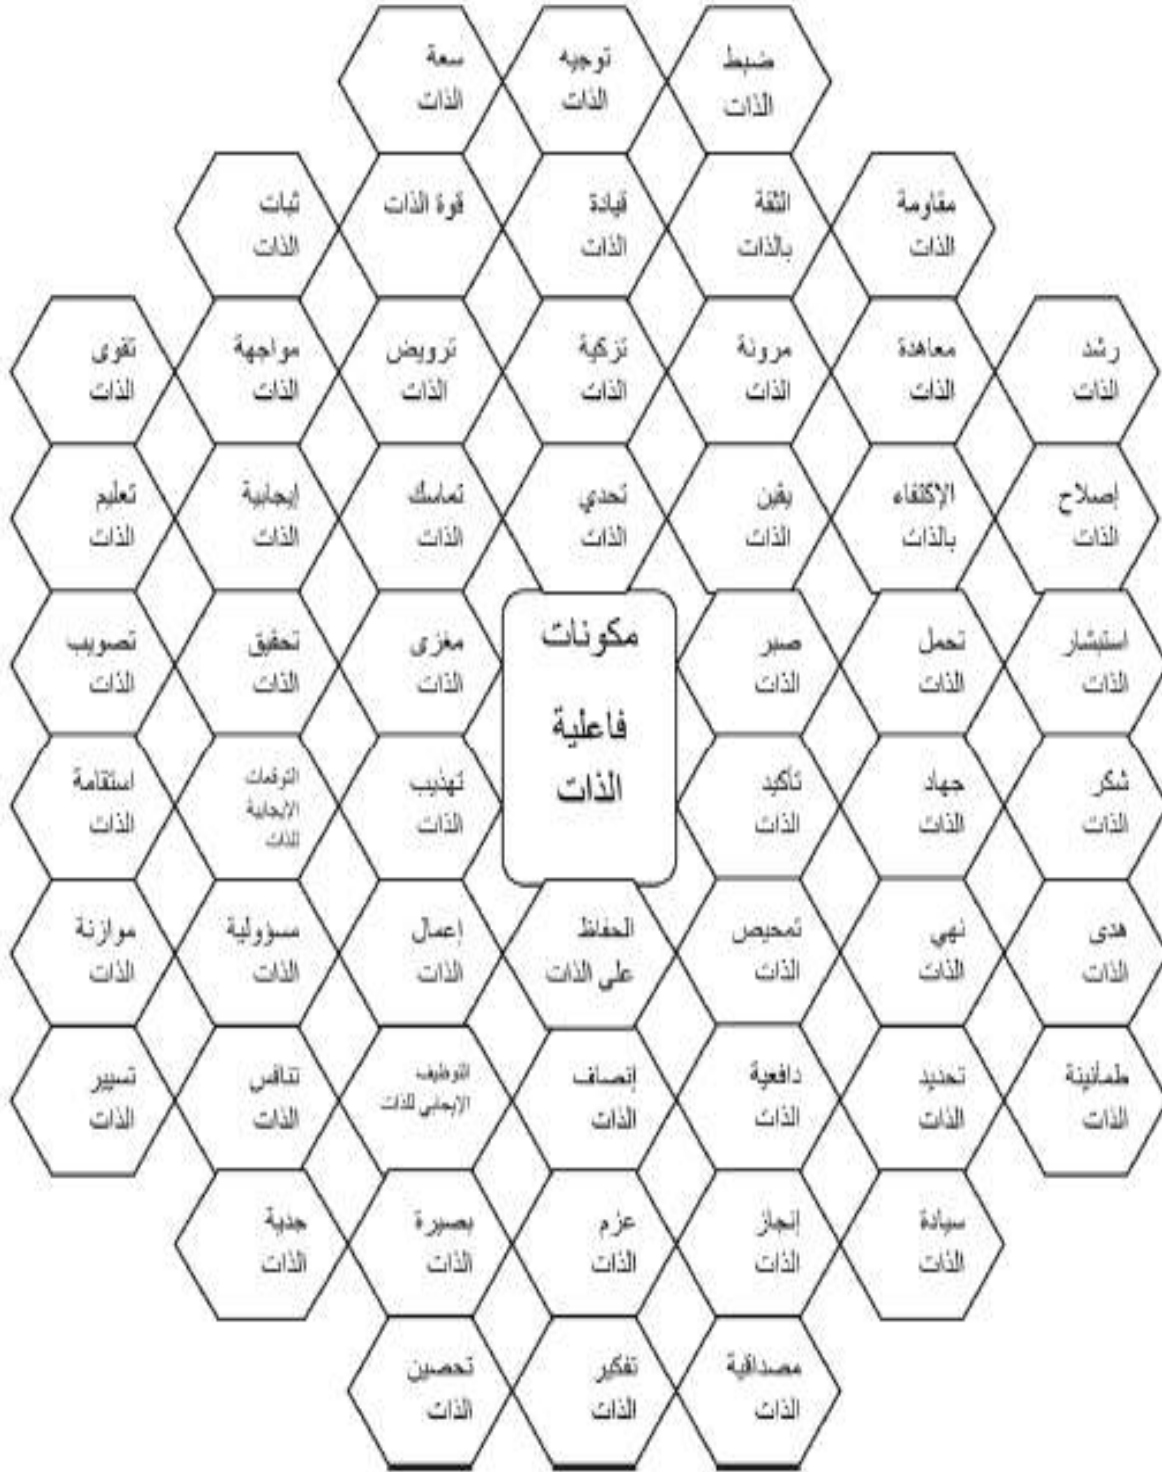 ضبط
الذات
توجيه
الذات
سعة
الذات
مقاومة
الذات
الثقة
بالذات
قيادة
الذات
قوة الذات
ثبات
الذات
رشد
الذات
معاهدة
الذات
مرونة
الذات
تزكية
الذات
ترويض
الذات
مواجهة
الذات
تقوى
الذات
إصلاح
الذات
الإكتفاء
بالذات
يقين
الذات
تحدي
الذات
تماسك
الذات
إيجابية
الذات
تعليم
الذات
مكونات
فاعلية
الذات
استبشار
الذات
تحمل
الذات
صبر
الذات
مغزى
الذات
تحقيق
الذات
تصويب
الذات
شكر
الذات
جهاد
الذات
تأكيد
الذات
تهذيب
الذات
التوقعات
الإيجابية
للذات
استقامة
الذات
هدى
الذات
نهي
الذات
تمحيص
الذات
الحفاظ
على الذات
إعمال
الذات
مسؤولية
الذات
موازنة
الذات
طمأنينة
الذات
تحديد
الذات
دافعية
الذات
إنصاف
الذات
التوظيف
الإيجابي للذات
تنافس
الذات
تسيير
الذات
سيادة
الذات
إنجاز
الذات
عزم
الذات
بصيرة
الذات
جدية
الذات
مصداقية
الذات
تفكير
الذات
تحصين
الذات